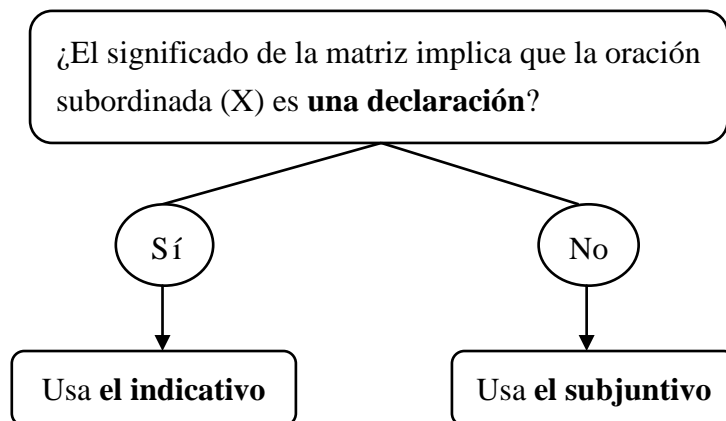 ¿El significado de la matriz implica que la oración
subordinada (X) es una declaración?
Sí
No
Usa el indicativo
Usa el subjuntivo